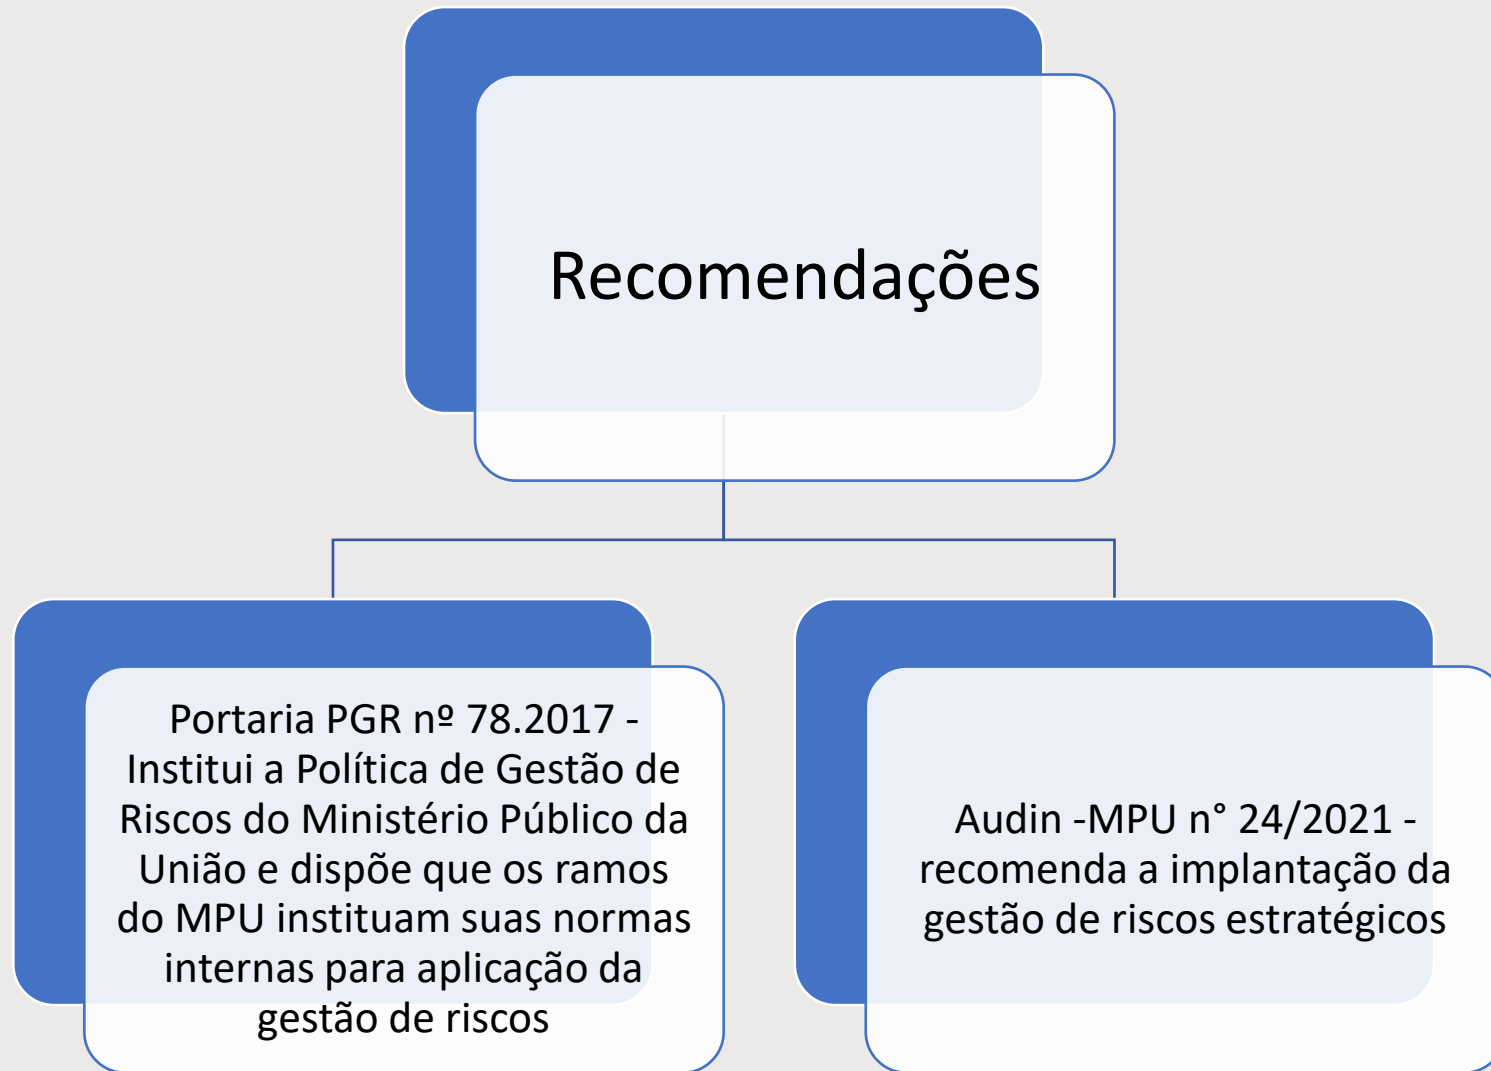 Recomendações
Portaria PGR nº 78.2017 -
Institui a Política de Gestão de
Riscos do Ministério Público da
União e dispõe que os ramos
do MPU instituam suas normas
internas para aplicação da
gestão de riscos
Audin -MPU n° 24/2021 -
recomenda a implantação da
gestão de riscos estratégicos